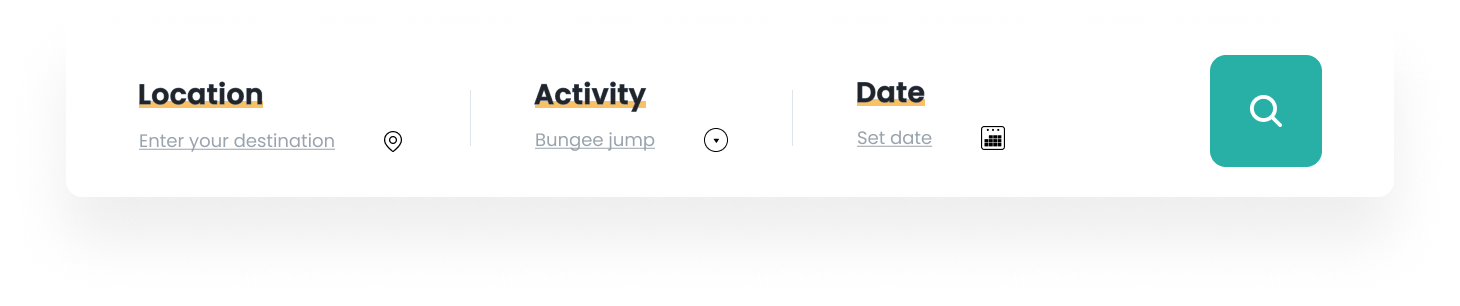 Location
Enter your destination
Activity
Bungee jump
Date
Set date